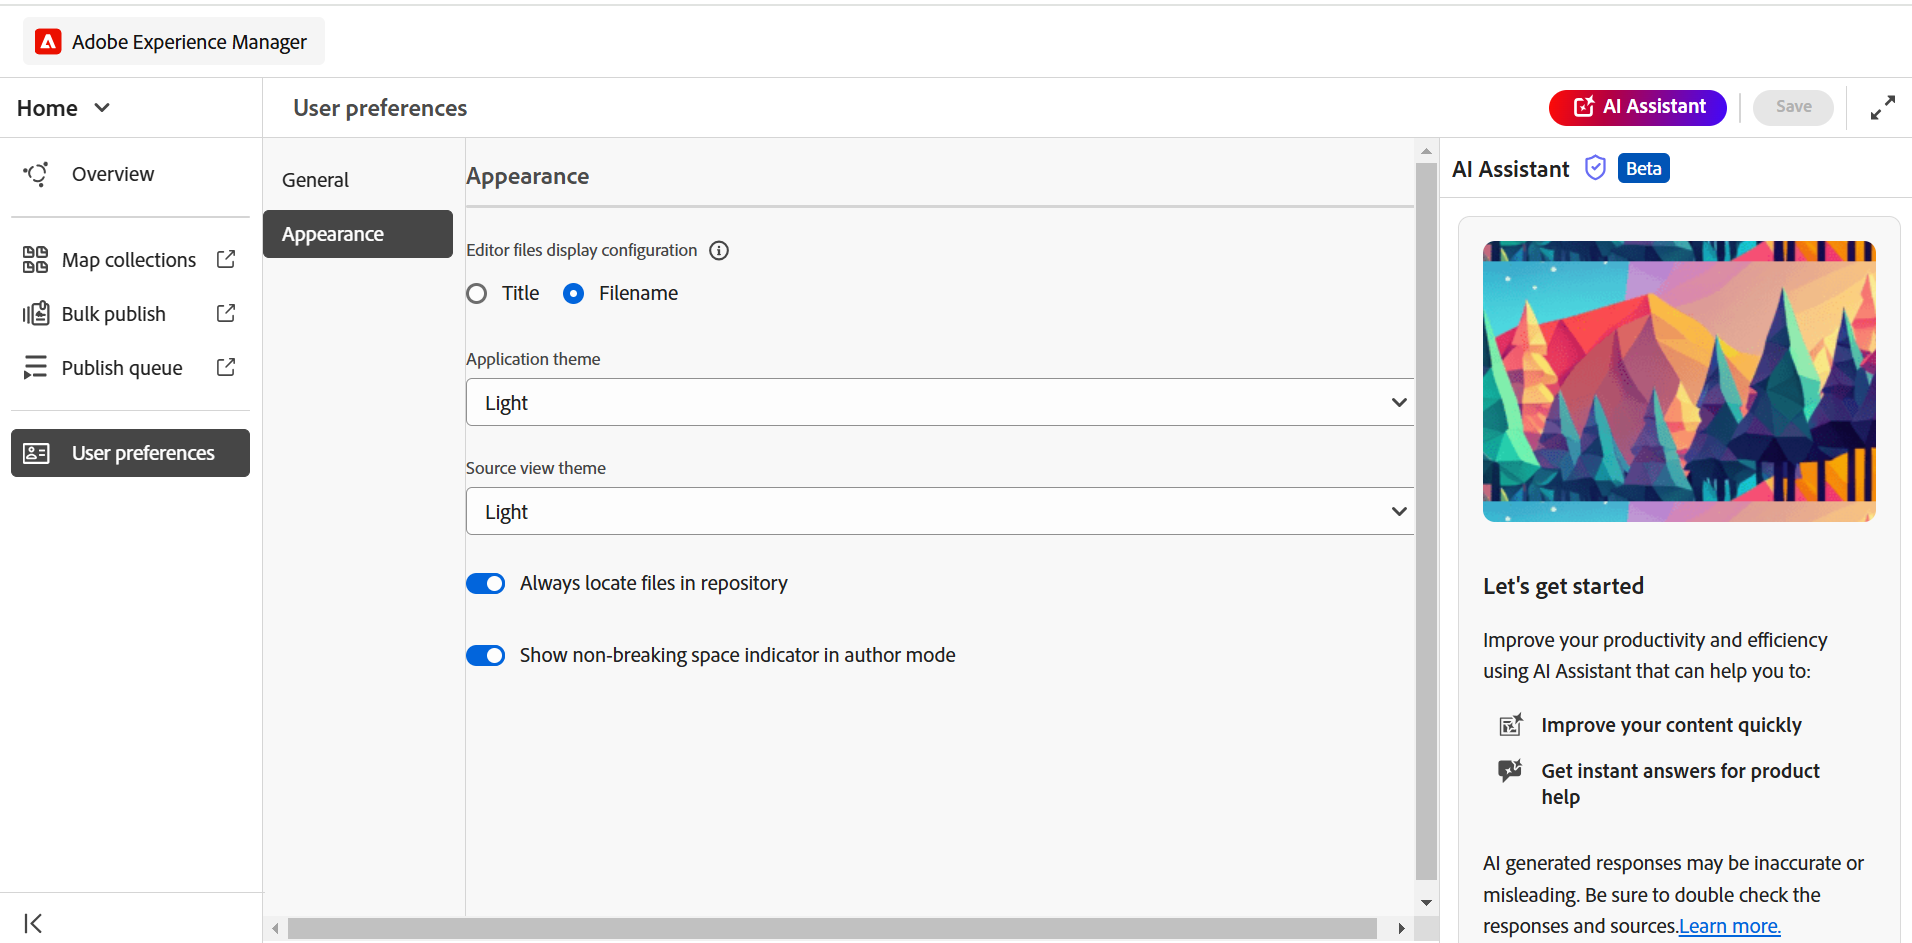 Adobe Experience Manager
Home
User preferences
AI Assistant
Save
Overview
Map collections
Bulk publish
Publish queue
User preferences
General
Appearance
Appearance
Editor files display configuration
Title
Filename
Application theme
Light
Source view theme
Light
Always locate files in repository
Show non-breaking space indicator in author mode
AI Assistant
Beta
Let's get started
Improve your productivity and efficiency
using AI Assistant that can help you to:
Improve your content quickly
Get instant answers for product
help
AI generated responses may be inaccurate or
misleading. Be sure to double check the
responses and sources.Learn more.